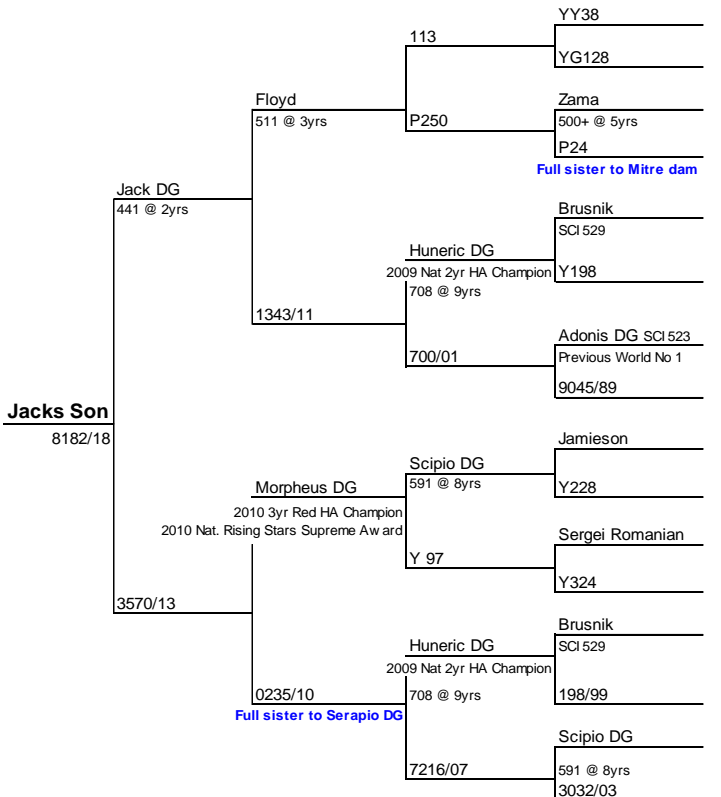 YY38
113
YG128
Floyd
511 @ 3yrs
Zama
P250
500+ @ 5yrs
P24
Full sister to Mitre dam
Jack DG
441 @ 2yrs
Brusnik
SCI 529
Huneric DG
2009 Nat 2yr HA Champion
Y198
708 @ 9yrs
1343/11
Adonis DG SCI 523
700/01
Previous World No 1
9045/89
Jacks Son
8182/18
Jamieson
Scipio DG
591 @ 8yrs
Morpheus DG
Y228
2010 3yr Red HA Champion
2010 Nat. Rising Stars Supreme Award
Sergei Romanian
Y 97
Y324
3570/13
Brusnik
SCI 529
Huneric DG
2009 Nat 2yr HA Champion
0235/10
708 @ 9yrs
198/99
Full sister to Serapio DG
Scipio DG
7216/07
591 @ 8yrs
3032/03